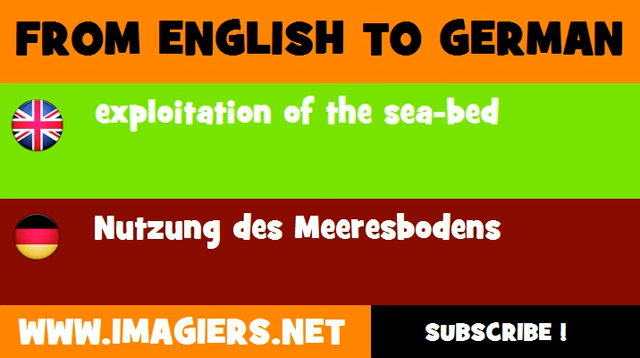 FROM ENGLISH TO GERMAN
exploitation of the sea-bed
Nutzung des Meeresbodens
WWW.IMAGIERS.NET
SUBSCRIBE !